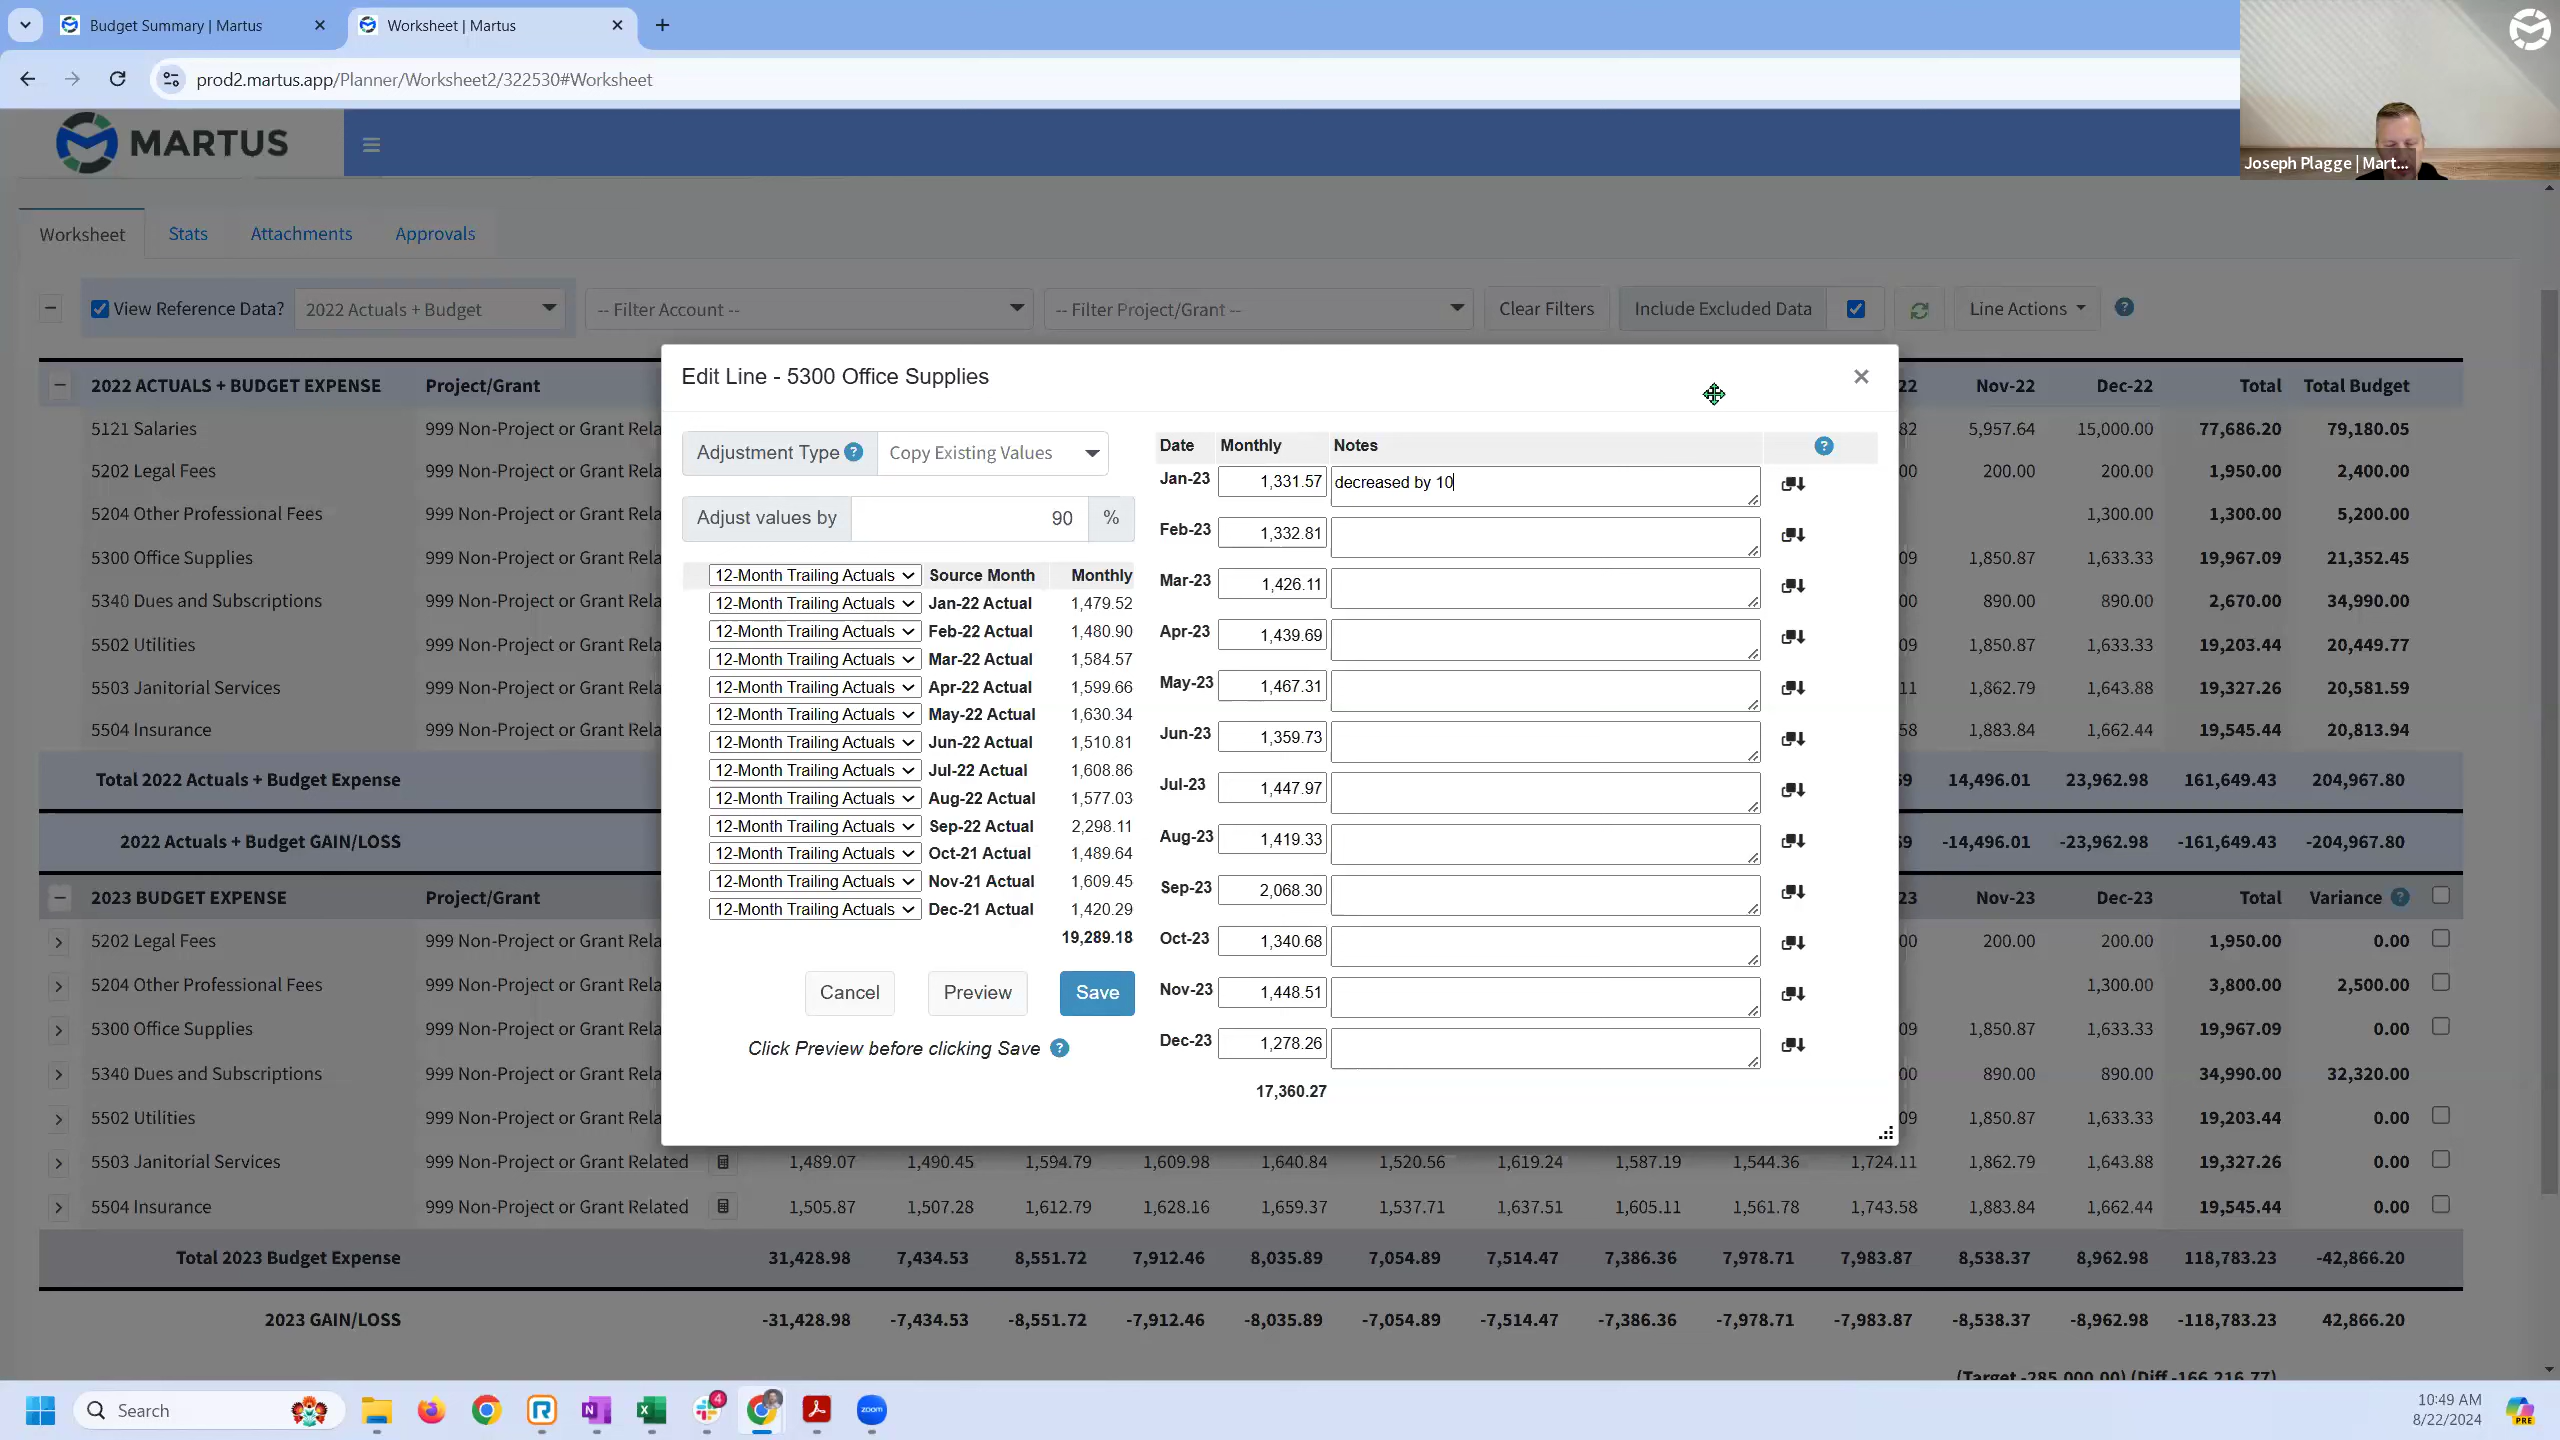 Budget Summary | Martus
Worksheet | Martus
prod2.martus.app/Planner/Worksheet2/322530#Worksheet
MARTUS
Joseph Plagge | Mart...
Worksheet Stats Attachments Approvals
View Reference Data? 2022 Actuals + Budget -- Filter Account -- -- Filter Project/Grant -- Clear Filters Include Excluded Data Line Actions ?
2022 ACTUALS + BUDGET EXPENSE Project/Grant 22 Nov-22 Dec-22 Total Total Budget
5121 Salaries 999 Non-Project or Grant Rela 82 5,957.64 15,000.00 77,686.20 79,180.05
5202 Legal Fees 999 Non-Project or Grant Rela 00 200.00 200.00 1,950.00 2,400.00
5204 Other Professional Fees 999 Non-Project or Grant Rela 1,300.00 1,300.00 5,200.00
5300 Office Supplies 999 Non-Project or Grant Rela 09 1,850.87 1,633.33 19,967.09 21,352.45
5340 Dues and Subscriptions 999 Non-Project or Grant Rela 00 890.00 890.00 2,670.00 34,990.00
5502 Utilities 999 Non-Project or Grant Rela 09 1,850.87 1,633.33 19,203.44 20,449.77
5503 Janitorial Services 999 Non-Project or Grant Rela 11 1,862.79 1,643.88 19,327.26 20,581.59
5504 Insurance 999 Non-Project or Grant Rela 58 1,883.84 1,662.44 19,545.44 20,813.94
Total 2022 Actuals + Budget Expense 69 14,496.01 23,962.98 161,649.43 204,967.80
2022 Actuals + Budget GAIN/LOSS 9 -14,496.01 -23,962.98 -161,649.43 -204,967.80
2023 BUDGET EXPENSE Project/Grant 23 Nov-23 Dec-23 Total Variance ?
5202 Legal Fees 999 Non-Project or Grant Rela 00 200.00 200.00 1,950.00 0.00
5204 Other Professional Fees 999 Non-Project or Grant Rela 1,300.00 3,800.00 2,500.00
5300 Office Supplies 999 Non-Project or Grant Rela 09 1,850.87 1,633.33 19,967.09 0.00
5340 Dues and Subscriptions 999 Non-Project or Grant Rela 00 890.00 890.00 34,990.00 32,320.00
5502 Utilities 999 Non-Project or Grant Rela 09 1,850.87 1,633.33 19,203.44 0.00
Edit Line - 5300 Office Supplies
Adjustment Type ? Copy Existing Values
Adjust values by 90 %
12-Month Trailing Actuals Source Month Monthly
12-Month Trailing Actuals Jan-22 Actual 1,479.52
12-Month Trailing Actuals Feb-22 Actual 1,480.90
12-Month Trailing Actuals Mar-22 Actual 1,584.57
12-Month Trailing Actuals Apr-22 Actual 1,599.66
12-Month Trailing Actuals May-22 Actual 1,630.34
12-Month Trailing Actuals Jun-22 Actual 1,510.81
12-Month Trailing Actuals Jul-22 Actual 1,608.86
12-Month Trailing Actuals Aug-22 Actual 1,577.03
12-Month Trailing Actuals Sep-22 Actual 2,298.11
12-Month Trailing Actuals Oct-21 Actual 1,489.64
12-Month Trailing Actuals Nov-21 Actual 1,609.45
12-Month Trailing Actuals Dec-21 Actual 1,420.29
19,289.18
Cancel Preview Save
Click Preview before clicking Save ?
Date Monthly Notes ?
Jan-23 1,331.57 decreased by 10
Feb-23 1,332.81
Mar-23 1,426.11
Apr-23 1,439.69
May-23 1,467.31
Jun-23 1,359.73
Jul-23 1,447.97
Aug-23 1,419.33
Sep-23 2,068.30
Oct-23 1,340.68
Nov-23 1,448.51
Dec-23 1,278.26
17,360.27
5503 Janitorial Services 999 Non-Project or Grant Related 1,489.07 1,490.45 1,594.79 1,609.98 1,640.84 1,520.56 1,619.24 1,587.19 1,544.36 1,724.11 1,862.79 1,643.88 19,327.26 0.00
5504 Insurance 999 Non-Project or Grant Related 1,505.87 1,507.28 1,612.79 1,628.16 1,659.37 1,537.71 1,637.51 1,605.11 1,561.78 1,743.58 1,883.84 1,662.44 19,545.44 0.00
Total 2023 Budget Expense 31,428.98 7,434.53 8,551.72 7,912.46 8,035.89 7,054.89 7,514.47 7,386.36 7,978.71 7,983.87 8,538.37 8,962.98 118,783.23 -42,866.20
2023 GAIN/LOSS -31,428.98 -7,434.53 -8,551.72 -7,912.46 -8,035.89 -7,054.89 -7,514.47 -7,386.36 -7,978.71 -7,983.87 -8,538.37 -8,962.98 -118,783.23 42,866.20
(Target -285,000.00) (Diff -166,216.77)
Search 4 zoom
10:49 AM
8/22/2024
PRE